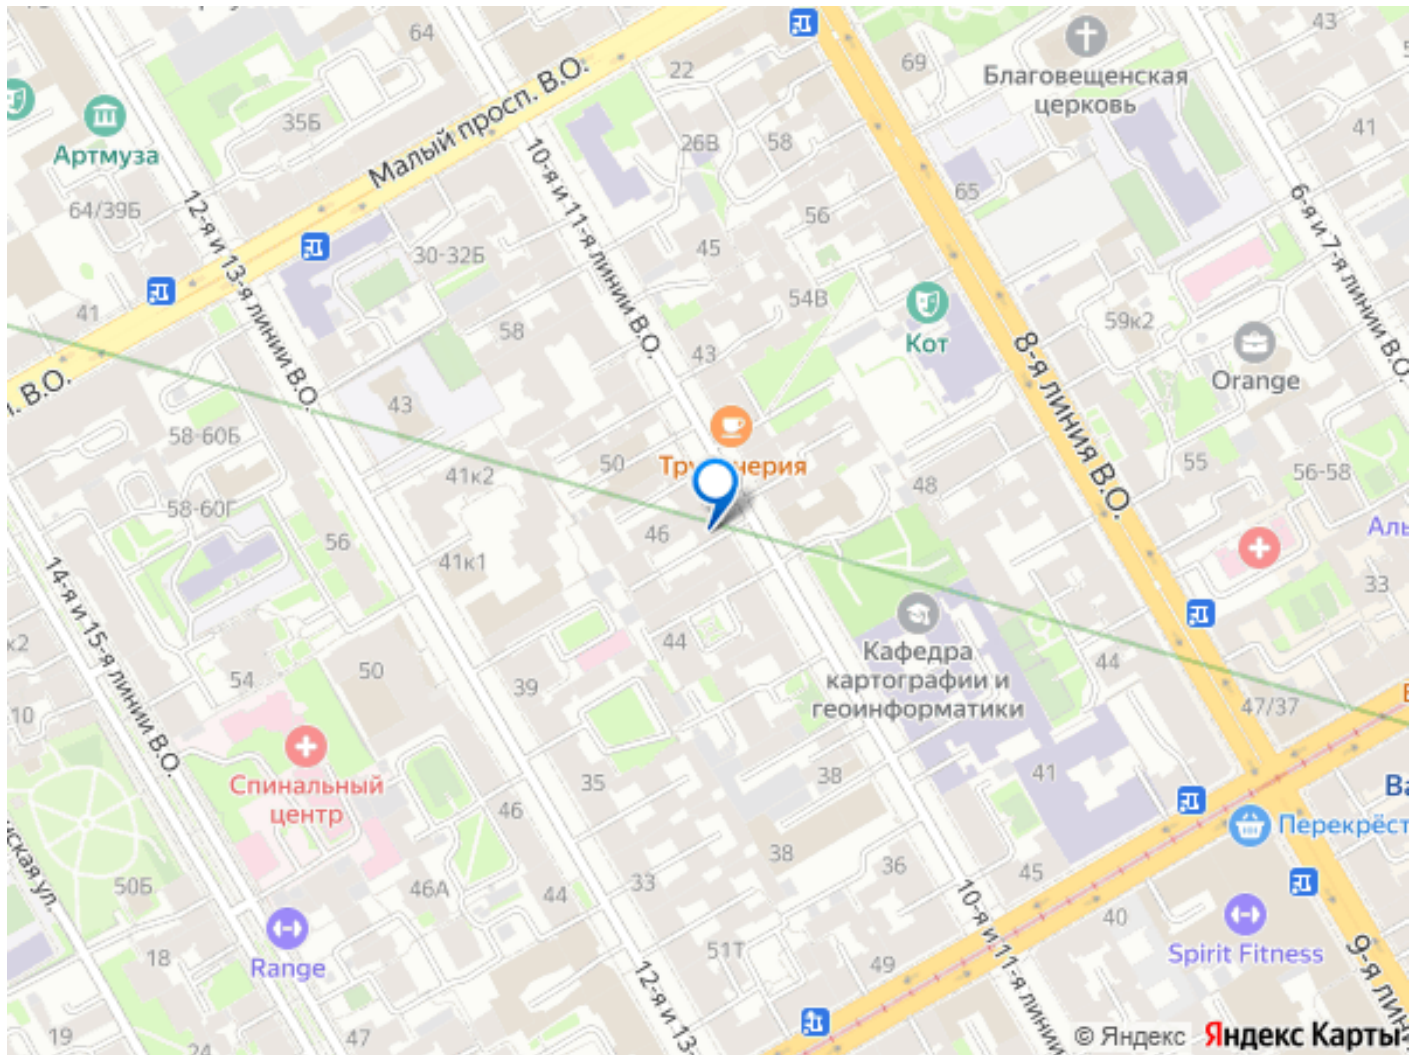 64
Малый просп. В.О.
22
69
43
Благовещенская
церковь
Артмуза
35Б
26В
58
41
64/39Б
12-я и 13-я линии В.О.
10-я и 11-я линии В.О.
65
6-я и 7-я линии В.О.
56
45
30-32Б
54В
41
58
43
Кот
59к2
Orange
8-я линия В.О.
В.О.
43
58-60Б
50
41к2
48
55
56-58
58-60Г
46
56
41к1
33
14-я и 15-я линии В.О.
44
Кафедра
картографии и
геоинформатики
44
54
50
39
47/37
10
Спинальный
центр
35
38
41
46
Перекрёст
38
36
45
50Б
46А
44
33
40
10-я и 11-я линии
51Т
49
Range
18
Spirit Fitness
9-я лин
12-я и 13-
19
24
47
© Яндекс
Яндекс Карты